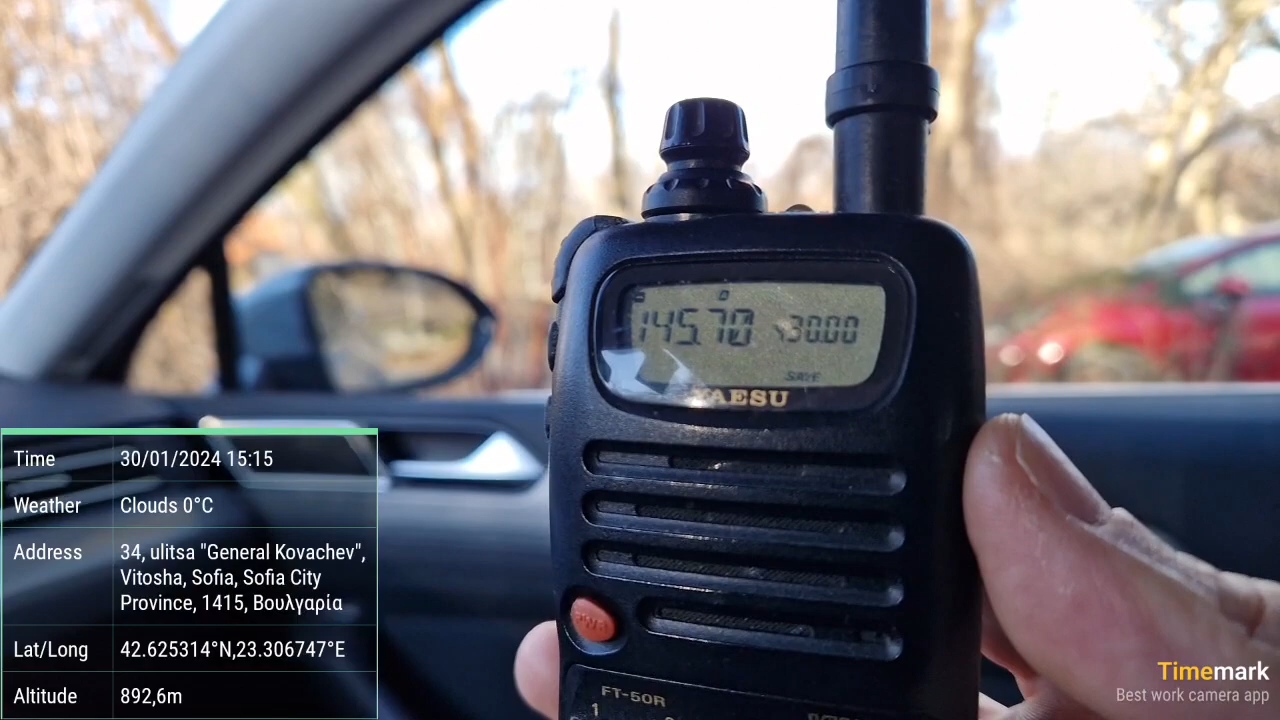 145.70 30.00
SAVE
YAESU
PWR
FT-50R
1
Time 30/01/2024 15:15
Weather Clouds 0°C
Address 34, ulitsa "General Kovachev",
Vitosha, Sofia, Sofia City
Province, 1415, Βουλγαρία
Lat/Long 42.625314°N,23.306747°E
Altitude 892,6m
Timemark
Best work camera app